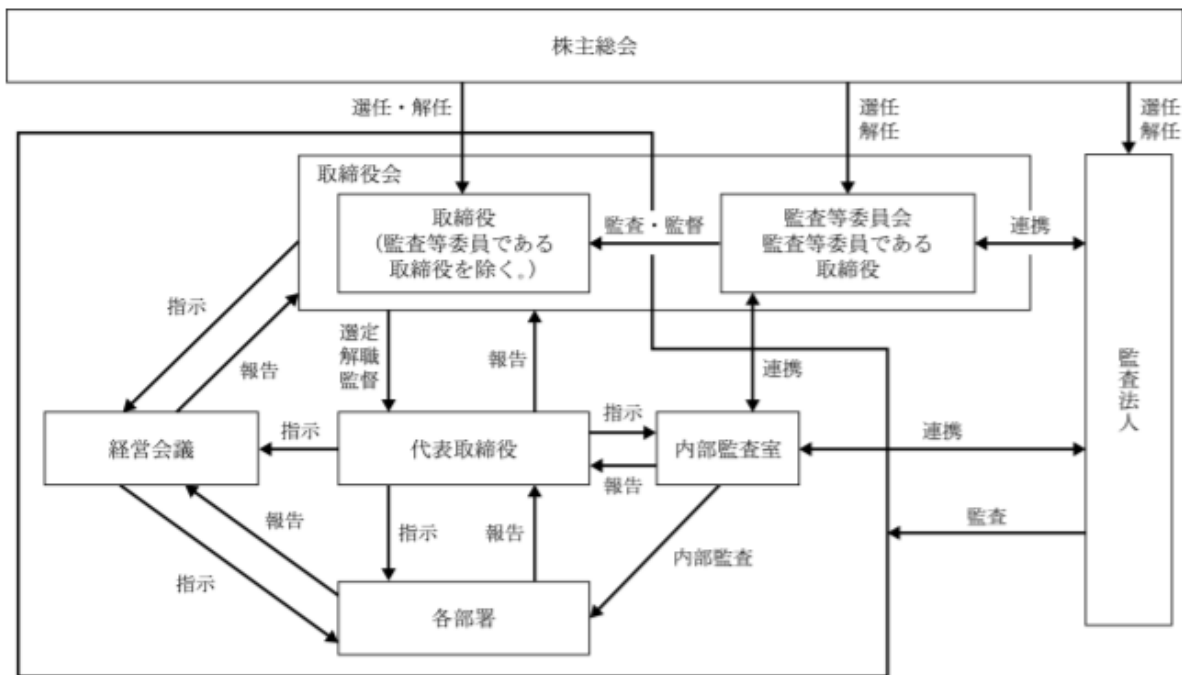 株主総会
選任・解任
選任
解任
選任
解任
取締役会
取締役
（監査等委員である
取締役を除く。）
監査・監督
監査等委員会
監査等委員である
取締役
連携
指示
報告
選定
解職
監督
報告
連携
監査法人
経営会議
指示
代表取締役
指示
報告
内部監査室
連携
報告
指示
指示
報告
内部監査
監査
各部署